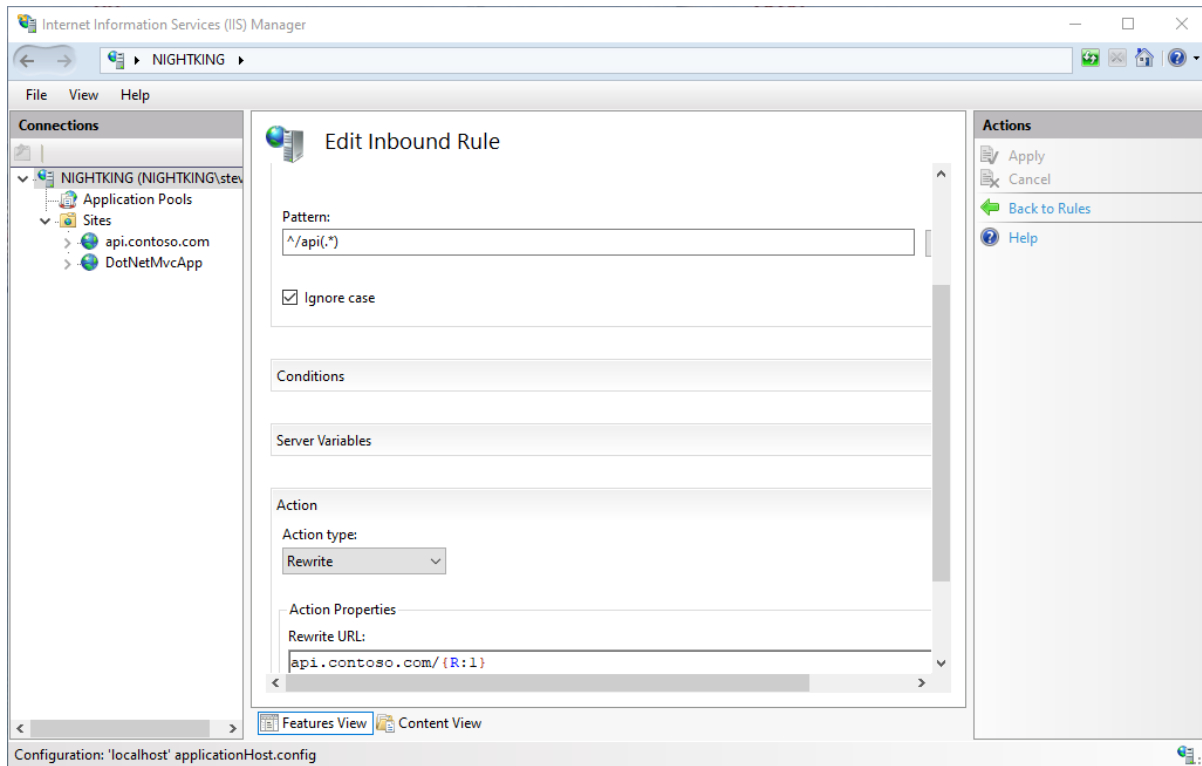 Internet Information Services (IIS) Manager
NIGHTKING
File View Help
Connections
NIGHTKING (NIGHTKING\stev
Application Pools
Sites
api.contoso.com
DotNetMvcApp
Edit Inbound Rule
Pattern:
^/api(.*)
Ignore case
Conditions
Server Variables
Action
Action type:
Rewrite
Action Properties
Rewrite URL:
api.contoso.com/{R:1}
Features View Content View
Actions
Apply
Cancel
Back to Rules
Help
Configuration: 'localhost' applicationHost.config